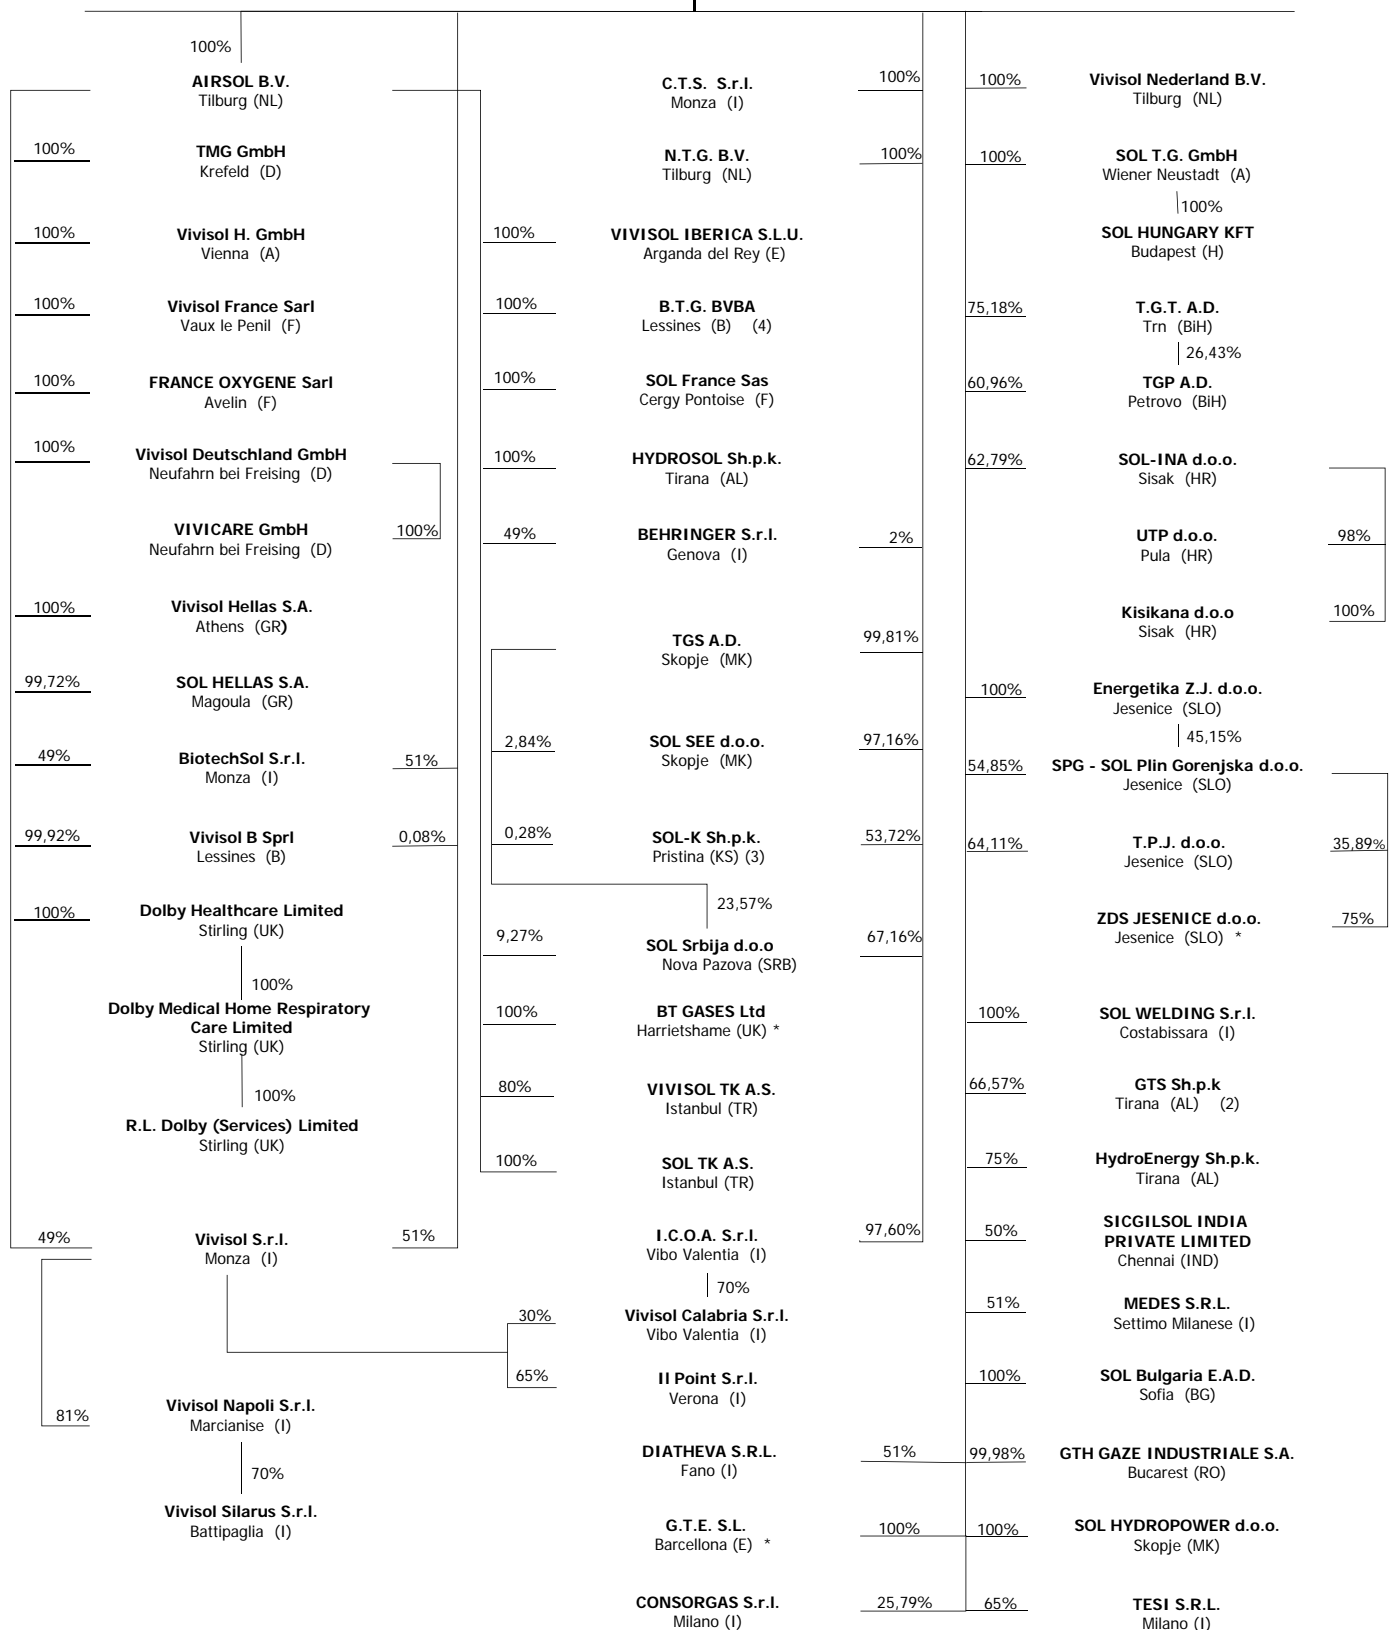 100%
AIRSOL B.V.
Tilburg (NL)
100%
TMG GmbH
Krefeld (D)
100%
Vivisol H. GmbH
Vienna (A)
100%
Vivisol France Sarl
Vaux le Penil (F)
100%
FRANCE OXYGENE Sarl
Avelin (F)
100%
Vivisol Deutschland GmbH
Neufahrn bei Freising (D)
VIVICARE GmbH
100%
Neufahrn bei Freising (D)
100%
Vivisol Hellas S.A.
Athens (GR)
99,72%
SOL HELLAS S.A.
Magoula (GR)
49%
BiotechSol S.r.l.
51%
Monza (I)
99,92%
Vivisol B Sprl
0,08%
Lessines (B)
100%
Dolby Healthcare Limited
Stirling (UK)
100%
Dolby Medical Home Respiratory
Care Limited
Stirling (UK)
100%
R.L. Dolby (Services) Limited
Stirling (UK)
49%
Vivisol S.r.l.
51%
Monza (I)
81%
Vivisol Napoli S.r.l.
Marcianise (I)
70%
Vivisol Silarus S.r.l.
Battipaglia (I)
C.T.S. S.r.l.
100%
Monza (I)
N.T.G. B.V.
100%
Tilburg (NL)
100%
VIVISOL IBERICA S.L.U.
Arganda del Rey (E)
100%
B.T.G. BVBA
Lessines (B) (4)
100%
SOL France Sas
Cergy Pontoise (F)
100%
HYDROSOL Sh.p.k.
Tirana (AL)
49%
BEHRINGER S.r.l.
2%
Genova (I)
TGS A.D.
99,81%
Skopje (MK)
2,84%
SOL SEE d.o.o.
97,16%
Skopje (MK)
0,28%
SOL-K Sh.p.k.
53,72%
Pristina (KS) (3)
23,57%
9,27%
SOL Srbija d.o.o
67,16%
Nova Pazova (SRB)
100%
BT GASES Ltd
Harrietshame (UK) *
80%
VIVISOL TK A.S.
Istanbul (TR)
100%
SOL TK A.S.
Istanbul (TR)
I.C.O.A. S.r.l.
97,60%
Vibo Valentia (I)
70%
30%
Vivisol Calabria S.r.l.
Vibo Valentia (I)
65%
Il Point S.r.l.
Verona (I)
DIATHEVA S.R.L.
51%
Fano (I)
G.T.E. S.L.
100%
Barcellona (E) *
CONSORGAS S.r.l.
25,79%
Milano (I)
100%
Vivisol Nederland B.V.
Tilburg (NL)
100%
SOL T.G. GmbH
Wiener Neustadt (A)
100%
SOL HUNGARY KFT
Budapest (H)
75,18%
T.G.T. A.D.
Trn (BiH)
26,43%
60,96%
TGP A.D.
Petrovo (BiH)
62,79%
SOL-INA d.o.o.
Sisak (HR)
UTP d.o.o.
98%
Pula (HR)
Kisikana d.o.o
100%
Sisak (HR)
100%
Energetika Z.J. d.o.o.
Jesenice (SLO)
45,15%
54,85%
SPG - SOL Plin Gorenjska d.o.o.
Jesenice (SLO)
64,11%
T.P.J. d.o.o.
35,89%
Jesenice (SLO)
ZDS JESENICE d.o.o.
75%
Jesenice (SLO) *
100%
SOL WELDING S.r.l.
Costabissara (I)
66,57%
GTS Sh.p.k
Tirana (AL) (2)
75%
HydroEnergy Sh.p.k.
Tirana (AL)
50%
SICGILSOL INDIA
PRIVATE LIMITED
Chennai (IND)
51%
MEDES S.R.L.
Settimo Milanese (I)
100%
SOL Bulgaria E.A.D.
Sofia (BG)
99,98%
GTH GAZE INDUSTRIALE S.A.
Bucarest (RO)
100%
SOL HYDROPOWER d.o.o.
Skopje (MK)
65%
TESI S.R.L.
Milano (I)